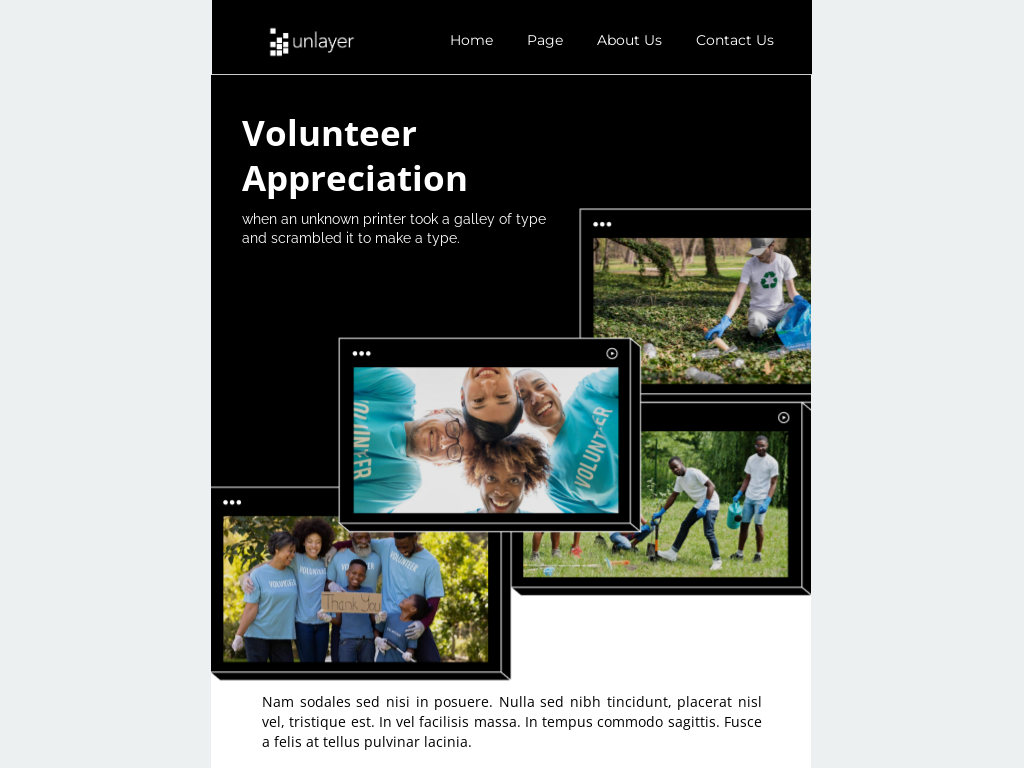 unlayer
Home Page About Us Contact Us
Volunteer
Appreciation
when an unknown printer took a galley of type
and scrambled it to make a type.
VOLUNTEER
VOLUNTEER
VOLUNTEER
VOLUNTEER
Thank You
Nam sodales sed nisi in posuere. Nulla sed nibh tincidunt, placerat nisl
vel, tristique est. In vel facilisis massa. In tempus commodo sagittis. Fusce
a felis at tellus pulvinar lacinia.